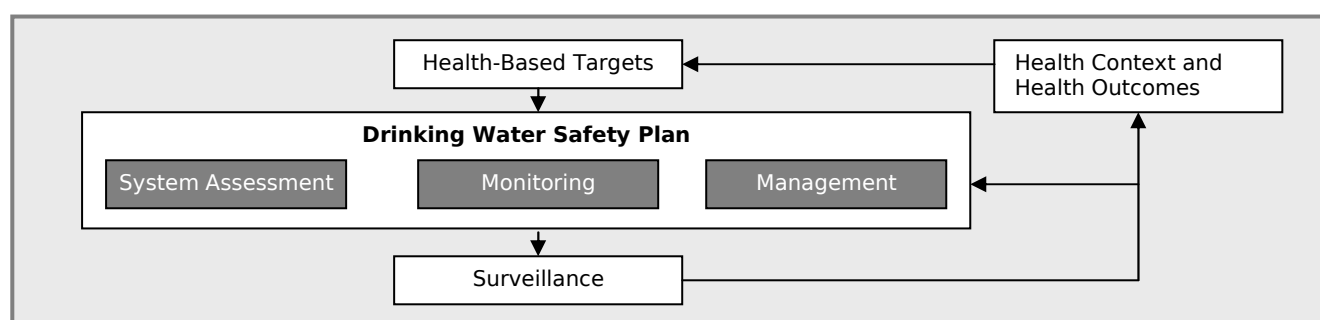 Health-Based Targets
Health Context and
Health Outcomes
Drinking Water Safety Plan
System Assessment
Monitoring
Management
Surveillance